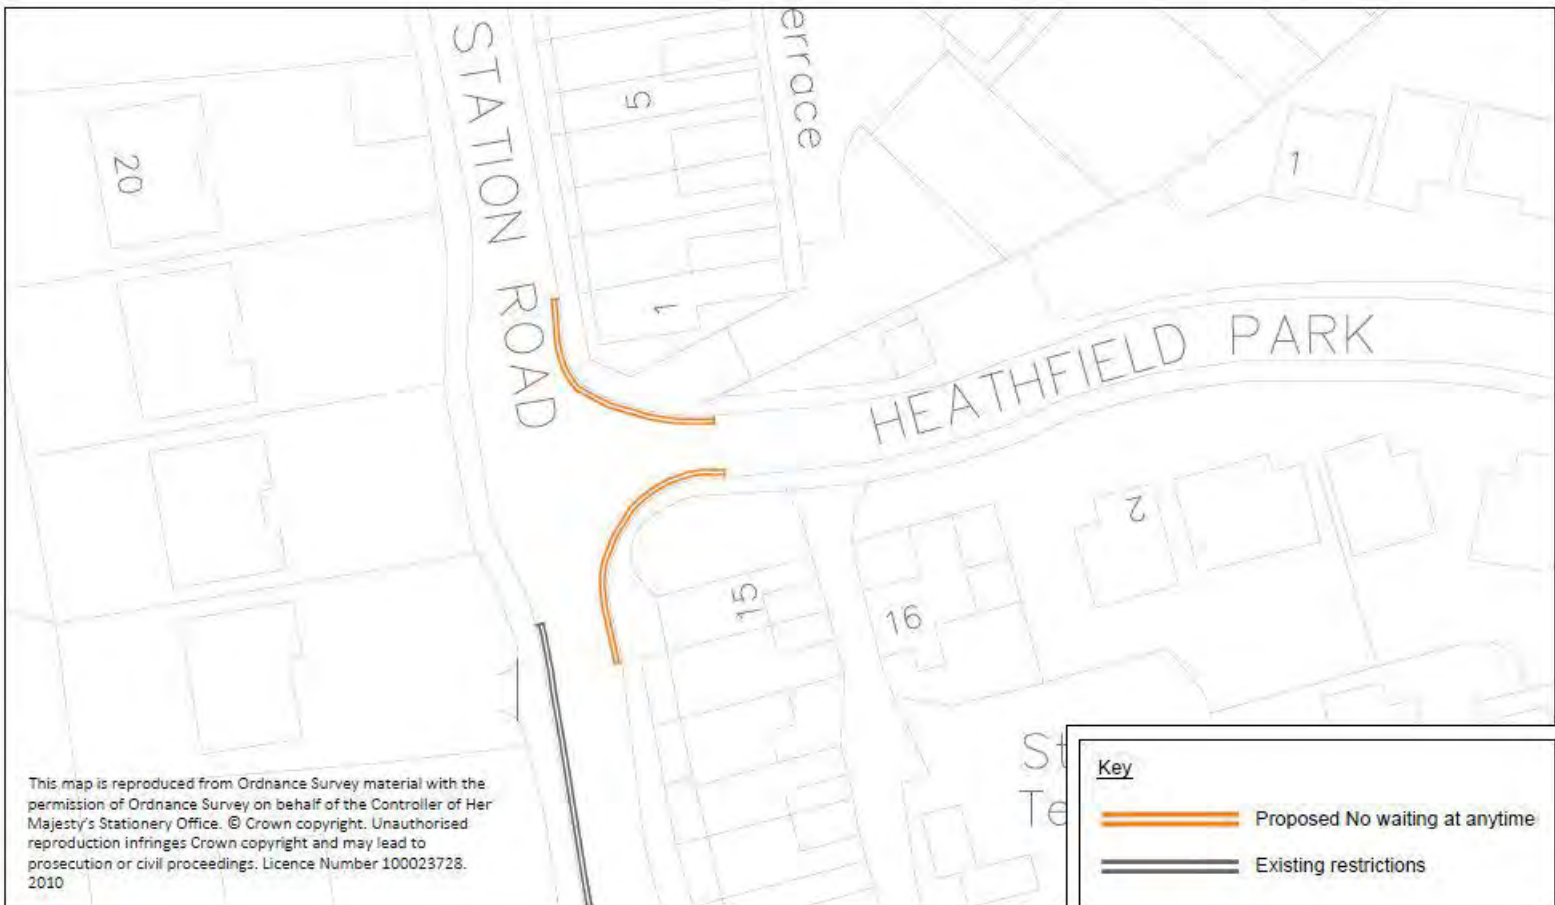 STATION ROAD
errace
5
20
1
1
HEATHFIELD PARK
2
15
16
St
Te
This map is reproduced from Ordnance Survey material with the
permission of Ordnance Survey on behalf of the Controller of Her
Majesty's Stationery Office. © Crown copyright. Unauthorised
reproduction infringes Crown copyright and may lead to
prosecution or civil proceedings. Licence Number 100023728.
2010
Key
Proposed No waiting at anytime
Existing restrictions